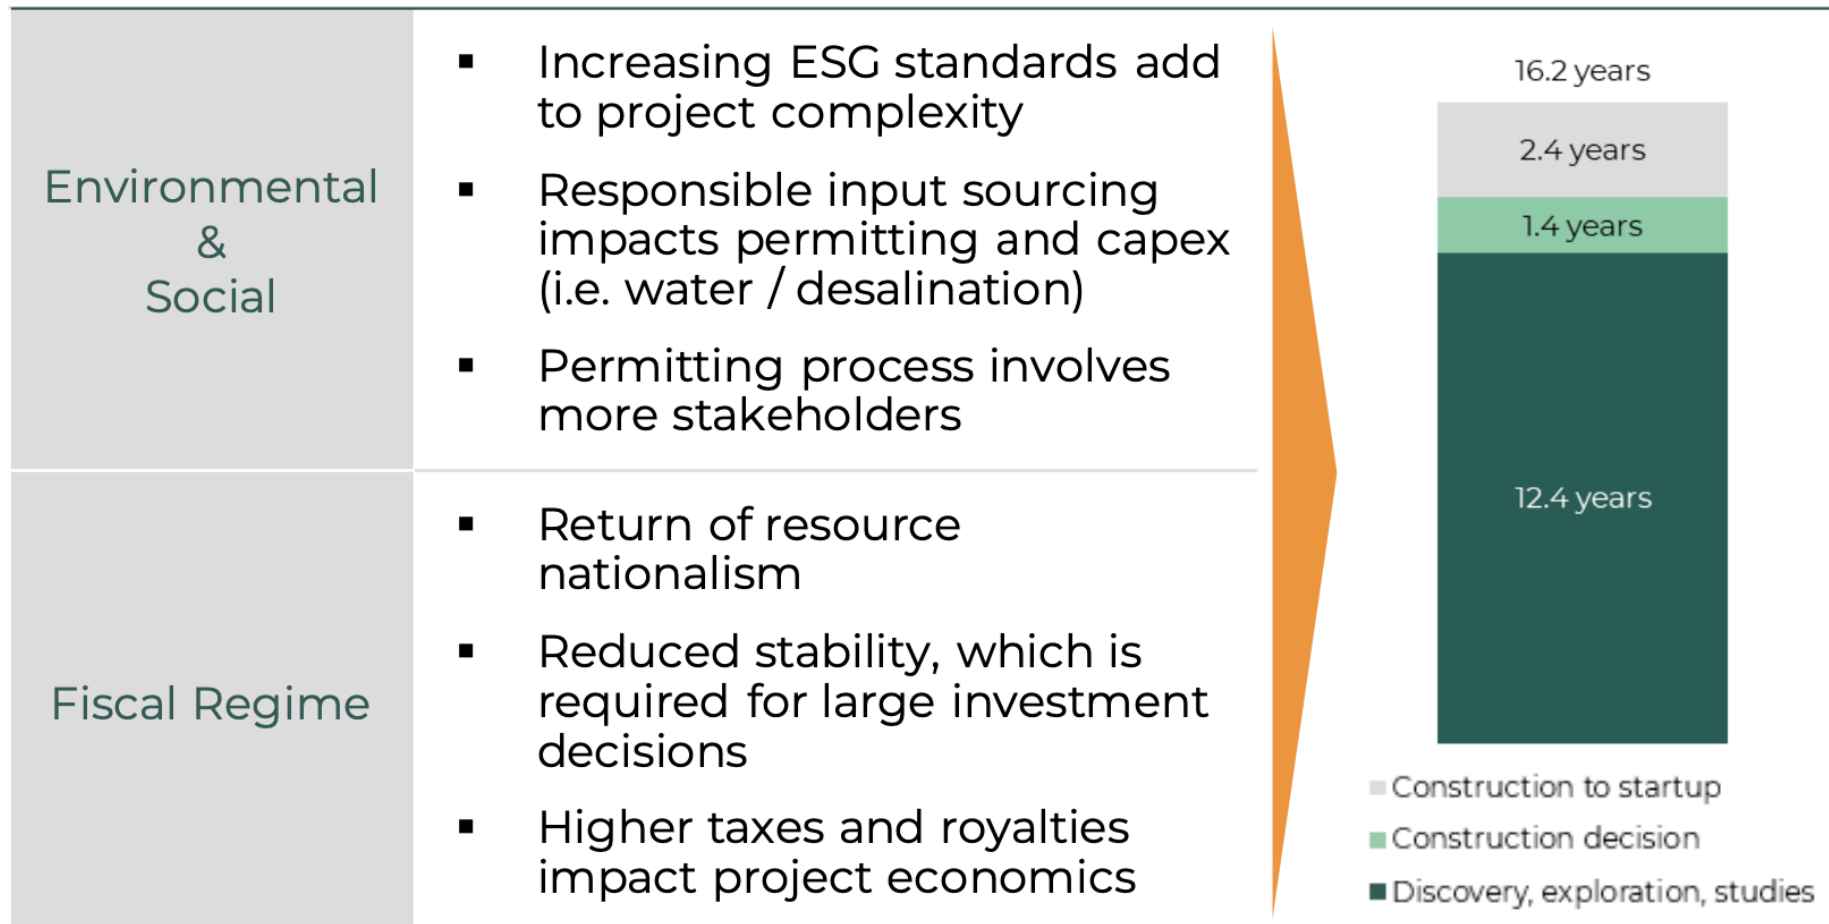 Environmental
&
Social
▪ Increasing ESG standards add
to project complexity
▪ Responsible input sourcing
impacts permitting and capex
(i.e. water / desalination)
▪ Permitting process involves
more stakeholders
Fiscal Regime
▪ Return of resource
nationalism
▪ Reduced stability, which is
required for large investment
decisions
▪ Higher taxes and royalties
impact project economics
16.2 years
2.4 years
1.4 years
12.4 years
Construction to startup
Construction decision
Discovery, exploration, studies